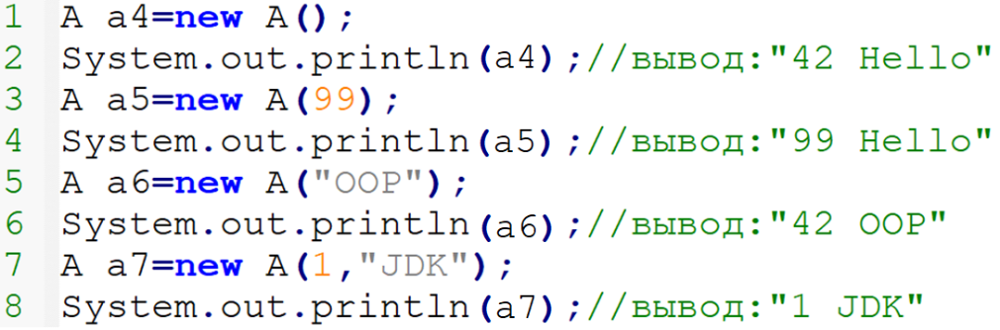 1 A a4=new A();
2 System.out.println(a4);//вывод:"42 Hello"
3 A a5=new A(99);
4 System.out.println(a5);//вывод:"99 Hello"
5 A a6=new A("OOP");
6 System.out.println(a6);//вывод:"42 OOP"
7 A a7=new A(1,"JDK");
8 System.out.println(a7);//вывод:"1 JDK"